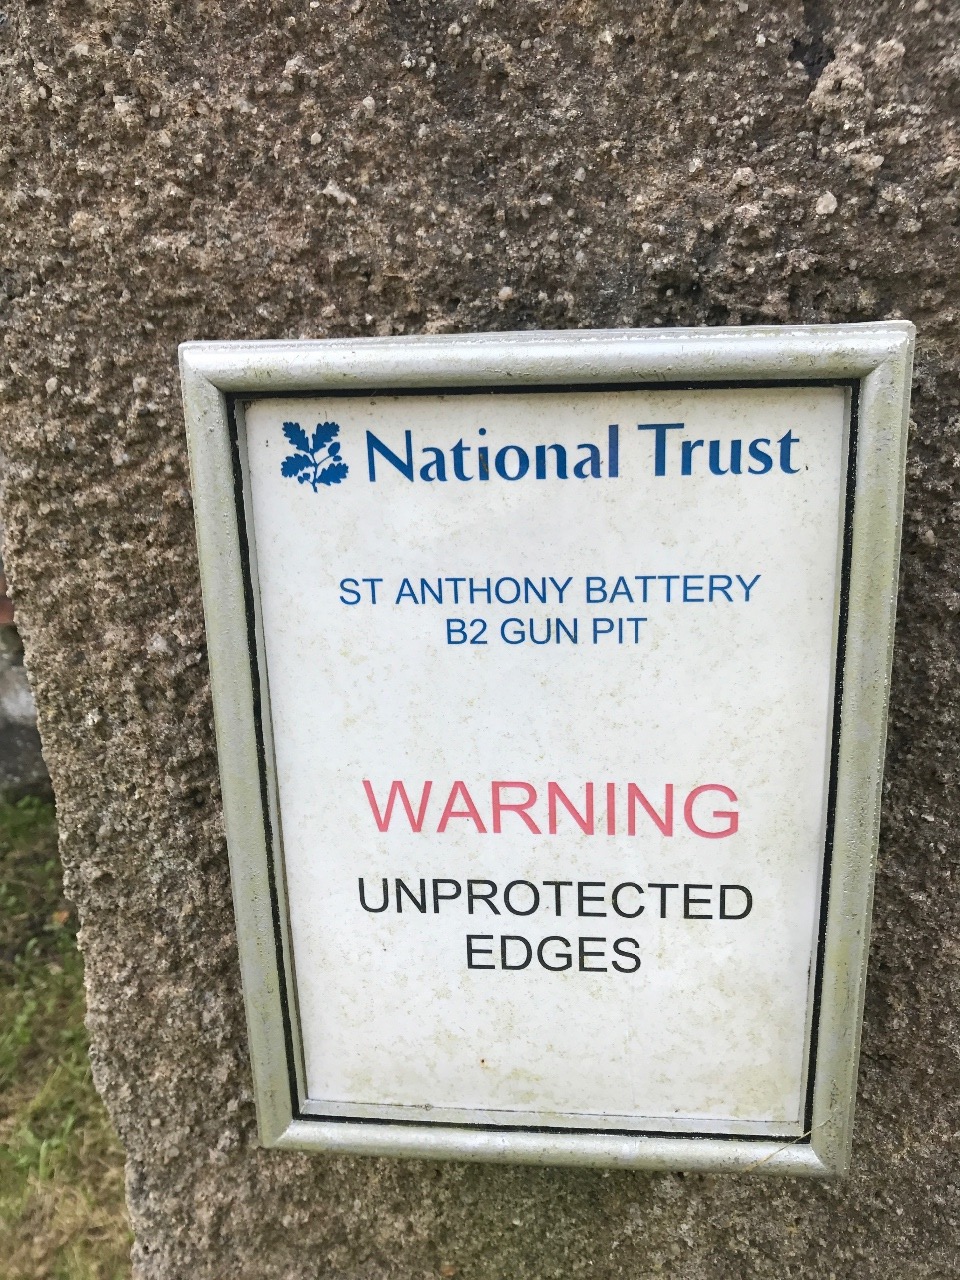 National Trust
ST ANTHONY BATTERY
B2 GUN PIT
WARNING
UNPROTECTED
EDGES